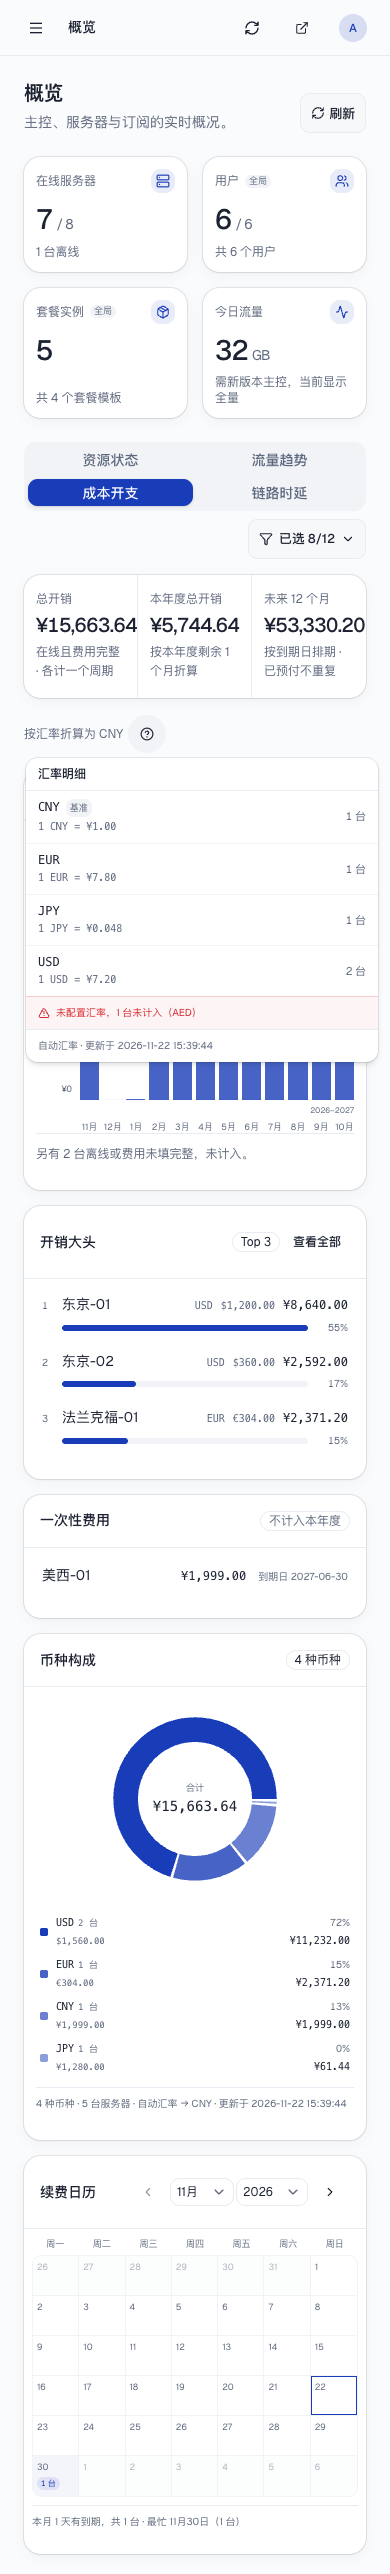 概览
A
概览
主控、服务器与订阅的实时概况。
刷新
在线服务器
7 / 8
1 台离线
用户 全局
6 / 6
共 6 个用户
套餐实例 全局
5
共 4 个套餐模板
今日流量
32 GB
需新版本主控，当前显示
全量
资源状态
流量趋势
成本开支
链路时延
已选 8/12
总开销
¥15,663.64
在线且费用完整
· 各计一个周期
本年度总开销
¥5,744.64
按本年度剩余 1
个月折算
未来 12 个月
¥53,330.20
按到期日排期 ·
已预付不重复
按汇率折算为 CNY
汇率明细
CNY 基准
1 CNY = ¥1.00
1 台
EUR
1 EUR = ¥7.80
1 台
JPY
1 JPY = ¥0.048
1 台
USD
1 USD = ¥7.20
2 台
未配置汇率，1 台未计入（AED）
自动汇率 · 更新于 2026-11-22 15:39:44
¥0
2026–2027
11月 12月 1月 2月 3月 4月 5月 6月 7月 8月 9月 10月
另有 2 台离线或费用未填完整，未计入。
开销大头
Top 3
查看全部
1 东京-01 USD $1,200.00 ¥8,640.00
55%
2 东京-02 USD $360.00 ¥2,592.00
17%
3 法兰克福-01 EUR €304.00 ¥2,371.20
15%
一次性费用
不计入本年度
美西-01 ¥1,999.00 到期日 2027-06-30
币种构成
4 种币种
合计
¥15,663.64
USD 2 台 72%
$1,560.00 ¥11,232.00
EUR 1 台 15%
€304.00 ¥2,371.20
CNY 1 台 13%
¥1,999.00 ¥1,999.00
JPY 1 台 0%
¥1,280.00 ¥61.44
4 种币种 · 5 台服务器 · 自动汇率 → CNY · 更新于 2026-11-22 15:39:44
续费日历
11月
2026
周一 周二 周三 周四 周五 周六 周日
26 27 28 29 30 31 1
2 3 4 5 6 7 8
9 10 11 12 13 14 15
16 17 18 19 20 21 22
23 24 25 26 27 28 29
30 1 2 3 4 5 6
1 台
本月 1 天有到期，共 1 台 · 最忙 11月30日（1 台）